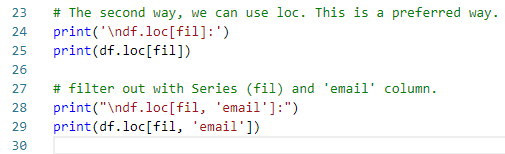 23 # The second way, we can use loc. This is a preferred way.
24 print('\ndf.loc[fil]:')
25 print(df.loc[fil])
26
27 # filter out with Series (fil) and 'email' column.
28 print("\ndf.loc[fil, 'email']:")
29 print(df.loc[fil, 'email'])
30